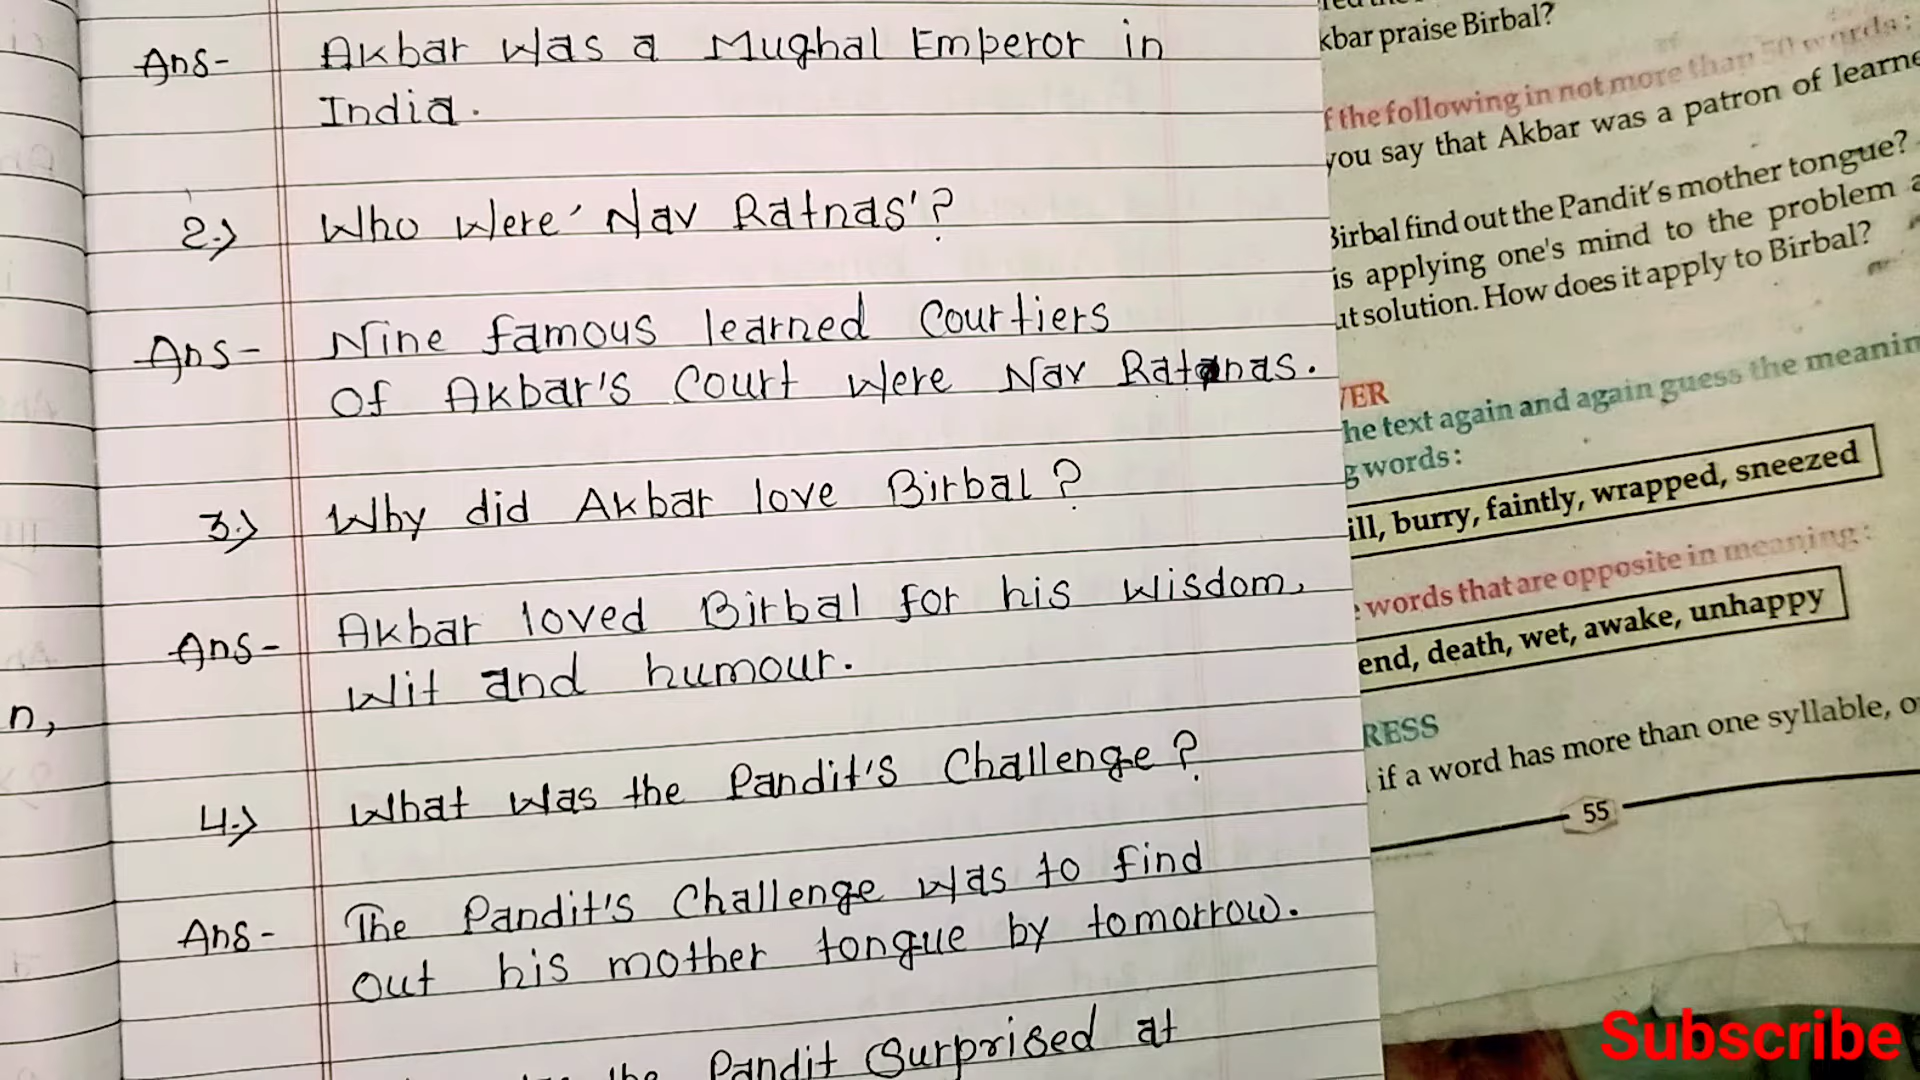 Ans- Akbar was a Mughal Emperor in
India.
2.) Who were 'Nav Ratnas'?
Ans- Nine famous learned Courtiers
Of Akbar's Court were Nav Ratnas.
3.) Why did Akbar love Birbal?
Ans- Akbar loved Birbal for his wisdom,
wit and humour.
n,
4.) What was the Pandit's Challenge?
Ans- The Pandit's Challenge was to find
out his mother tongue by tomorrow.
the Pandit Surprised at
kbar praise Birbal?
f the following in not more than 50 words:
you say that Akbar was a patron of learne
Birbal find out the Pandit's mother tongue?
is applying one's mind to the problem a
ut solution. How does it apply to Birbal?
VER
he text again and again guess the meanin
g words:
ill, burry, faintly, wrapped, sneezed
words that are opposite in meaning:
end, death, wet, awake, unhappy
RESS
if a word has more than one syllable, o
55
Subscribe